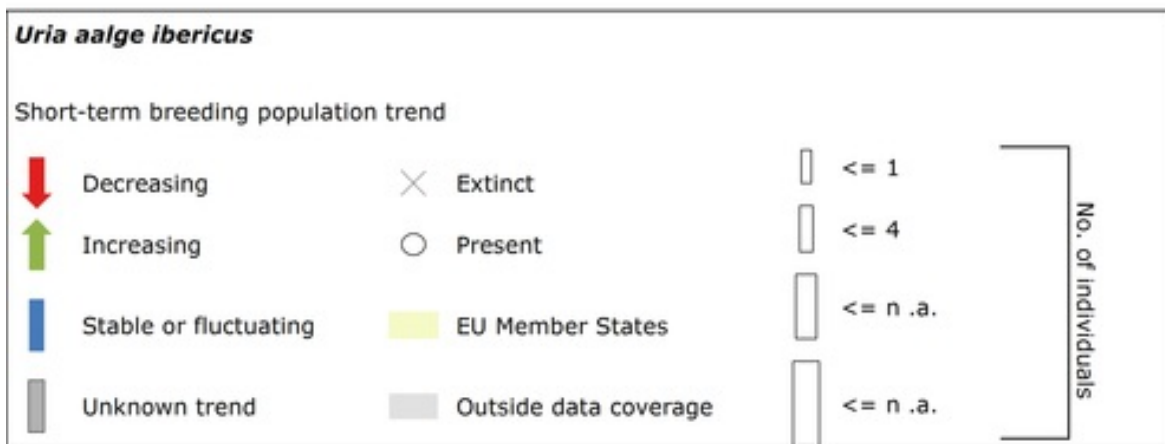 Uria aalge ibericus
Short-term breeding population trend
Decreasing
Extinct
<= 1
Increasing
Present
<= 4
Stable or fluctuating
EU Member States
<= n .a.
Unknown trend
Outside data coverage
<= n .a.
No. of individuals